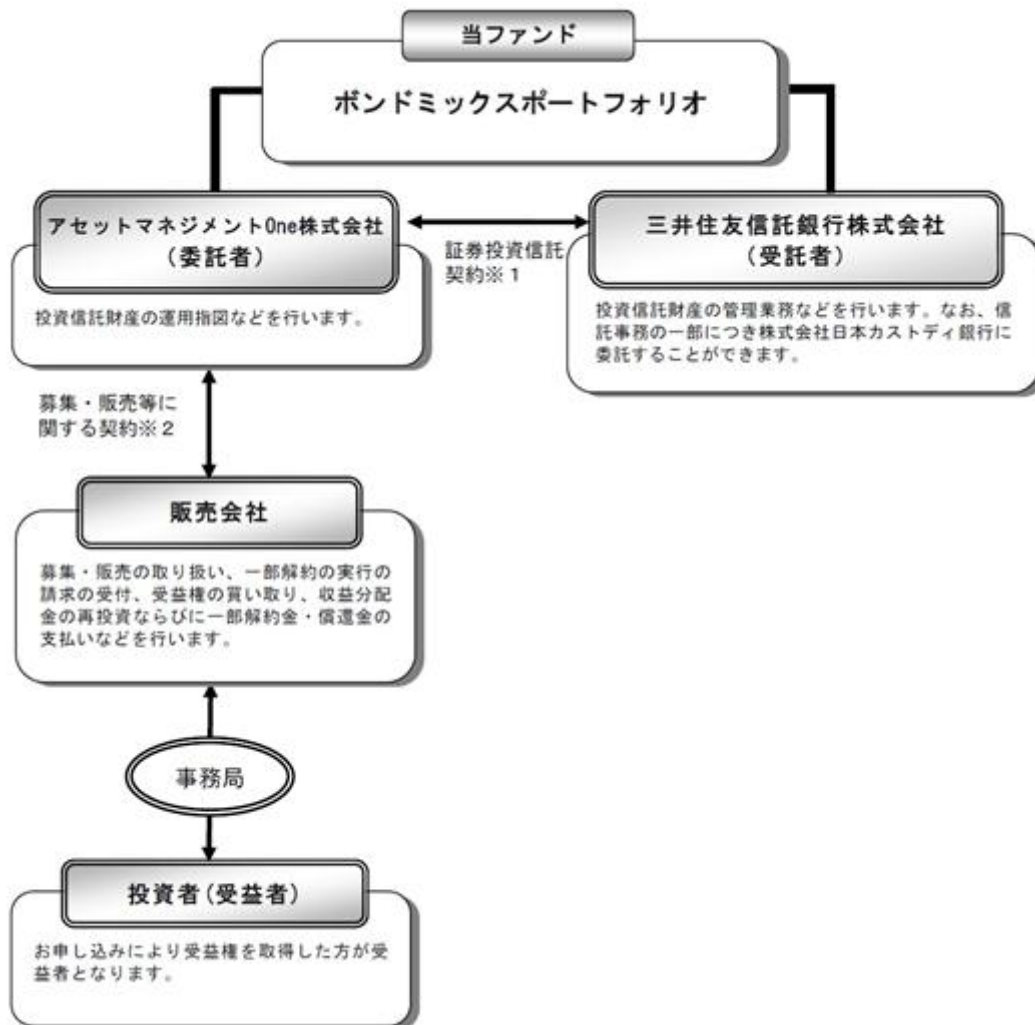 当ファンド
ボンドミックスポートフォリオ
アセットマネジメントOne株式会社
(委託者)
投資信託財産の運用指図などを行います。
証券投資信託
契約※1
三井住友信託銀行株式会社
(受託者)
投資信託財産の管理業務などを行います。なお、信
託事務の一部につき株式会社日本カストディ銀行に
委託することができます。
募集・販売等に
関する契約※2
販売会社
募集・販売の取り扱い、一部解約の実行の
請求の受付、受益権の買い取り、収益分配
金の再投資ならびに一部解約金・償還金の
支払いなどを行います。
事務局
投資者(受益者)
お申し込みにより受益権を取得した方が受
益者となります。